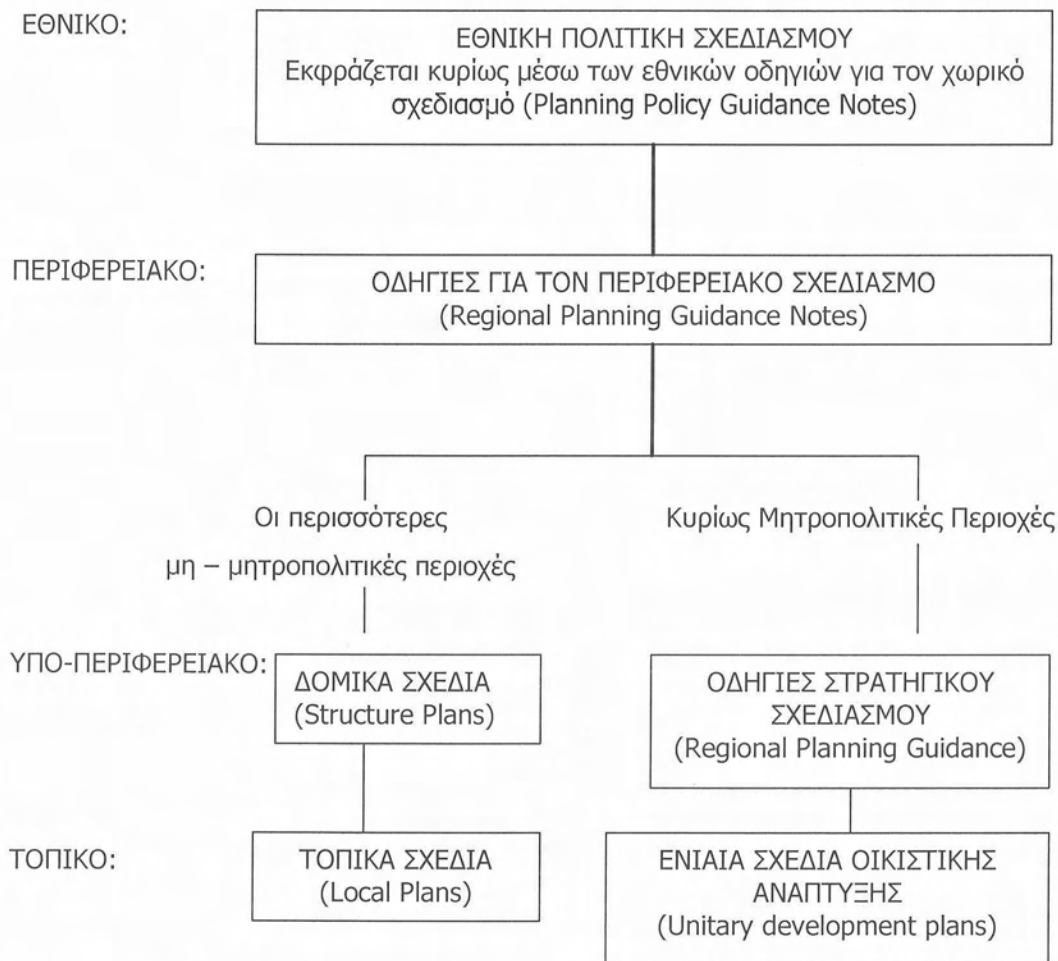 ΕΘΝΙΚΟ:
ΕΘΝΙΚΗ ΠΟΛΙΤΙΚΗ ΣΧΕΔΙΑΣΜΟΥ
Εκφράζεται κυρίως μέσω των εθνικών οδηγιών για τον χωρικό
σχεδιασμό (Planning Policy Guidance Notes)
ΠΕΡΙΦΕΡΕΙΑΚΟ:
ΟΔΗΓΙΕΣ ΓΙΑ ΤΟΝ ΠΕΡΙΦΕΡΕΙΑΚΟ ΣΧΕΔΙΑΣΜΟ
(Regional Planning Guidance Notes)
Οι περισσότερες
μη – μητροπολιτικές περιοχές
Κυρίως Μητροπολιτικές Περιοχές
ΥΠΟ-ΠΕΡΙΦΕΡΕΙΑΚΟ:
ΔΟΜΙΚΑ ΣΧΕΔΙΑ
(Structure Plans)
ΟΔΗΓΙΕΣ ΣΤΡΑΤΗΓΙΚΟΥ
ΣΧΕΔΙΑΣΜΟΥ
(Regional Planning Guidance)
ΤΟΠΙΚΟ:
ΤΟΠΙΚΑ ΣΧΕΔΙΑ
(Local Plans)
ΕΝΙΑΙΑ ΣΧΕΔΙΑ ΟΙΚΙΣΤΙΚΗΣ
ΑΝΑΠΤΥΞΗΣ
(Unitary development plans)